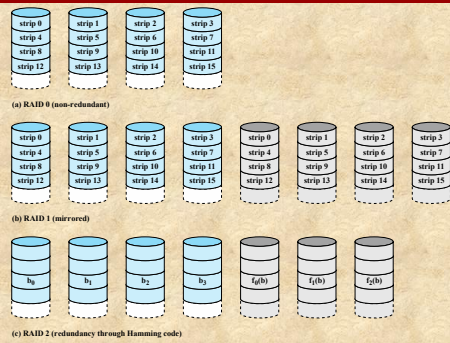 strip 0 strip 1 strip 2 strip 3
strip 4 strip 5 strip 6 strip 7
strip 8 strip 9 strip 10 strip 11
strip 12 strip 13 strip 14 strip 15
(a) RAID 0 (non-redundant)
strip 0 strip 1 strip 2 strip 3 strip 0 strip 1 strip 2 strip 3
strip 4 strip 5 strip 6 strip 7 strip 4 strip 5 strip 6 strip 7
strip 8 strip 9 strip 10 strip 11 strip 8 strip 9 strip 10 strip 11
strip 12 strip 13 strip 14 strip 15 strip 12 strip 13 strip 14 strip 15
(b) RAID 1 (mirrored)
b₀ b₁ b₂ b₃ f₀(b) f₁(b) f₂(b)
(c) RAID 2 (redundancy through Hamming code)